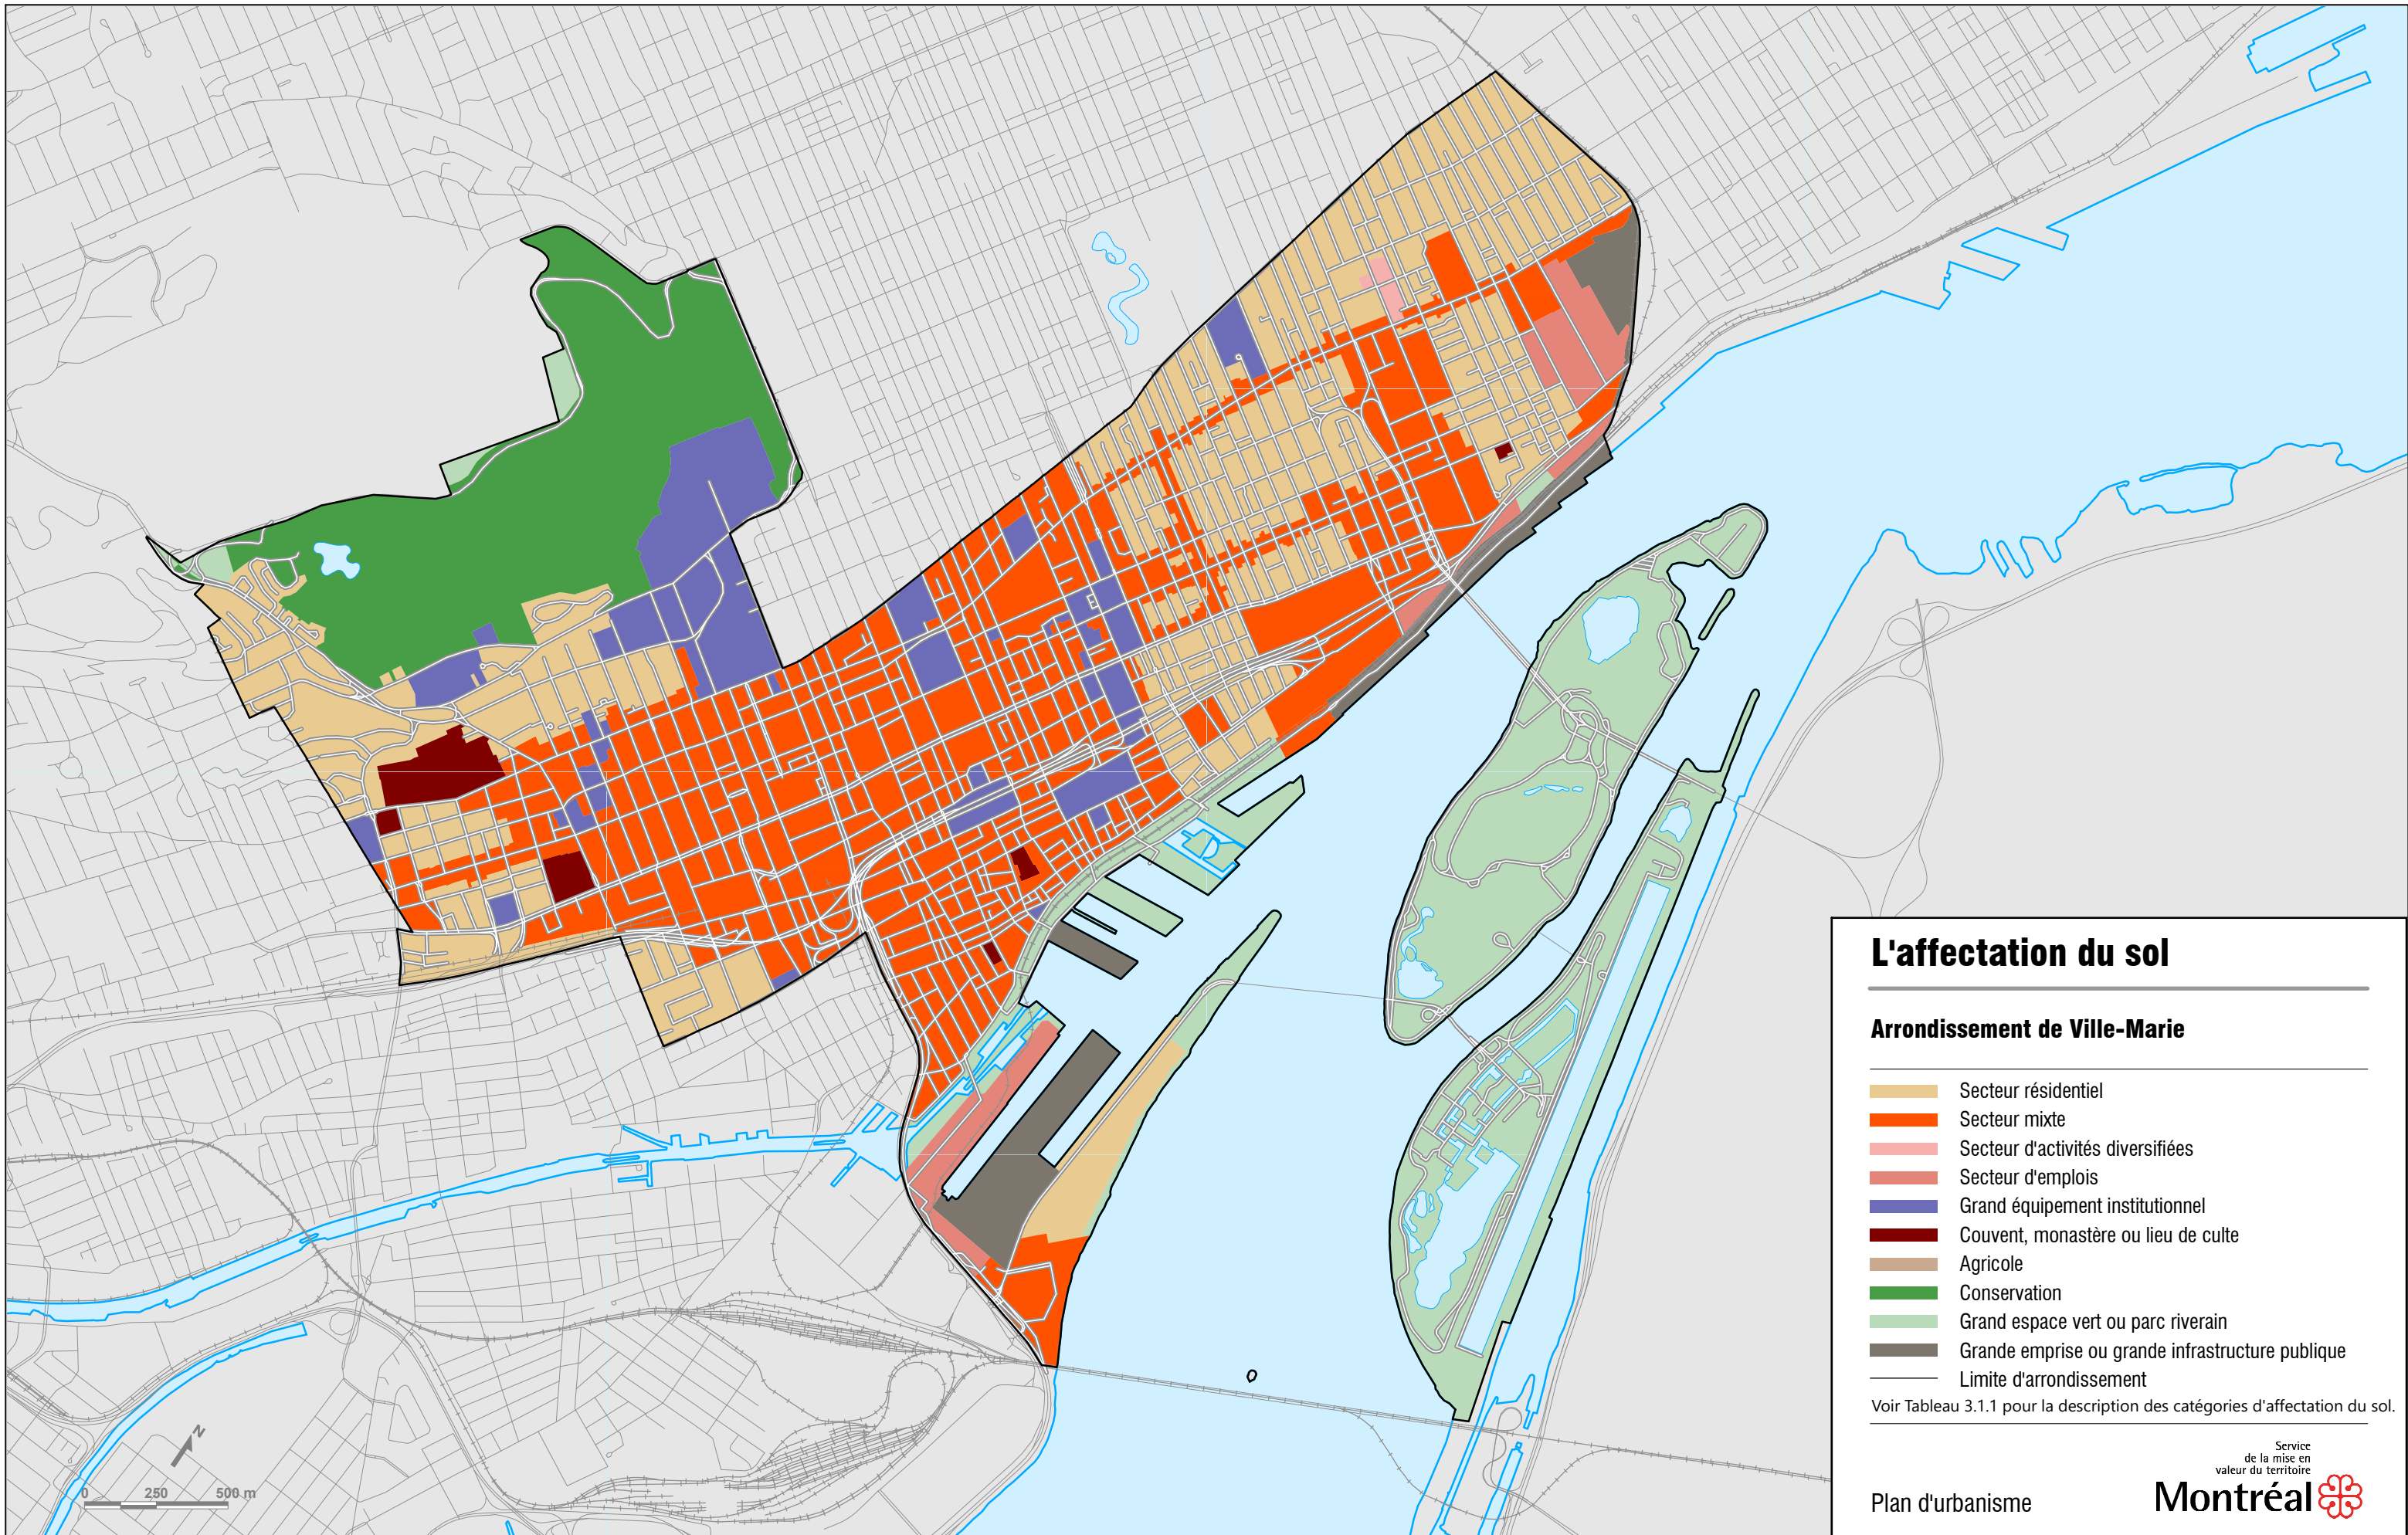 L'affectation du sol
Arrondissement de Ville-Marie
Secteur résidentiel
Secteur mixte
Secteur d'activités diversifiées
Secteur d'emplois
Grand équipement institutionnel
Couvent, monastère ou lieu de culte
Agricole
Conservation
Grand espace vert ou parc riverain
Grande emprise ou grande infrastructure publique
Limite d'arrondissement
Voir Tableau 3.1.1 pour la description des catégories d'affectation du sol.
Service
de la mise en
valeur du territoire
Plan d'urbanisme
Montréal
N
0 250 500 m